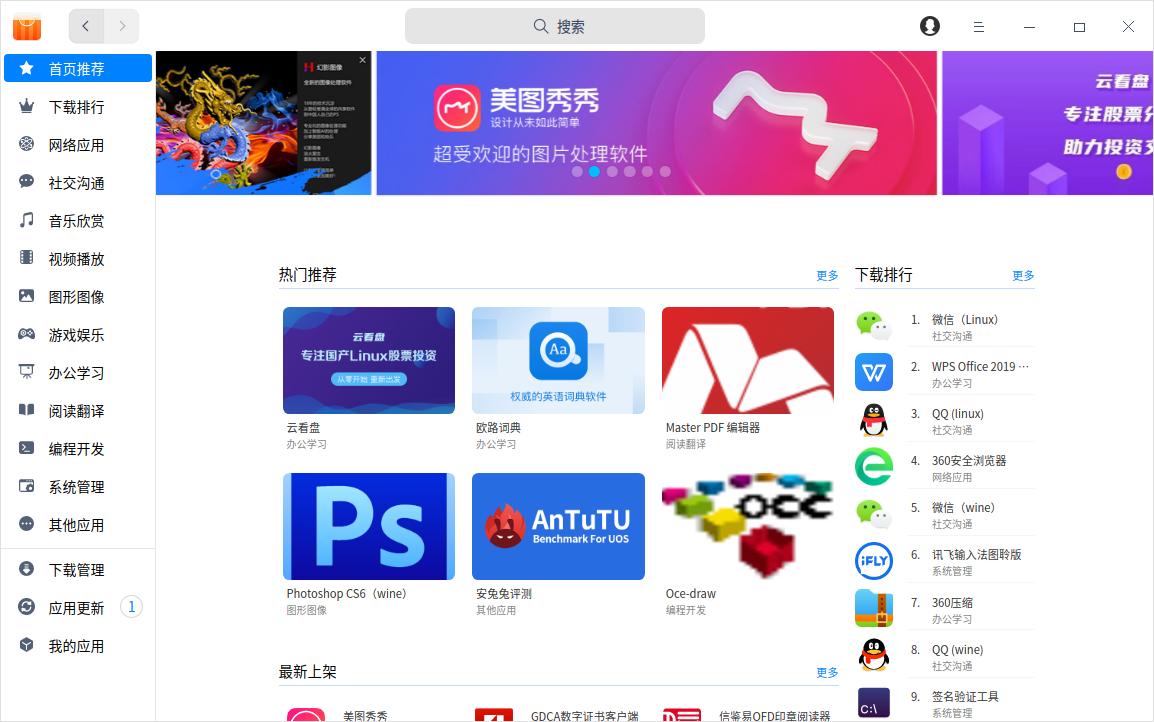 搜索
首页推荐
下载排行
网络应用
社交沟通
音乐欣赏
视频播放
图形图像
游戏娱乐
办公学习
阅读翻译
编程开发
系统管理
其他应用
下载管理
应用更新 1
我的应用
幻影图像
全新的图像处理软件
美图秀秀
设计从未如此简单
超受欢迎的图片处理软件
云看盘
专注股票
助力投资
热门推荐 更多
云看盘
专注国产Linux股票投资
从零开始 重新出发
云看盘
办公学习
Aa
权威的英语词典软件
欧路词典
办公学习
Master PDF 编辑器
阅读翻译
Ps
Photoshop CS6（wine）
图形图像
AnTuTU
Benchmark For UOS
安兔兔评测
其他应用
OCC
Oce-draw
编程开发
最新上架 更多
美图秀秀
GDCA数字证书客户端
信鉴易OFD印章阅读器
下载排行 更多
1. 微信（Linux）
社交沟通
W
2. WPS Office 2019 ···
办公学习
3. QQ (linux)
社交沟通
4. 360安全浏览器
网络应用
5. 微信（wine）
社交沟通
iFLY
6. 讯飞输入法图聆版
系统管理
7. 360压缩
办公学习
8. QQ (wine)
社交沟通
C:\
9. 签名验证工具
系统管理